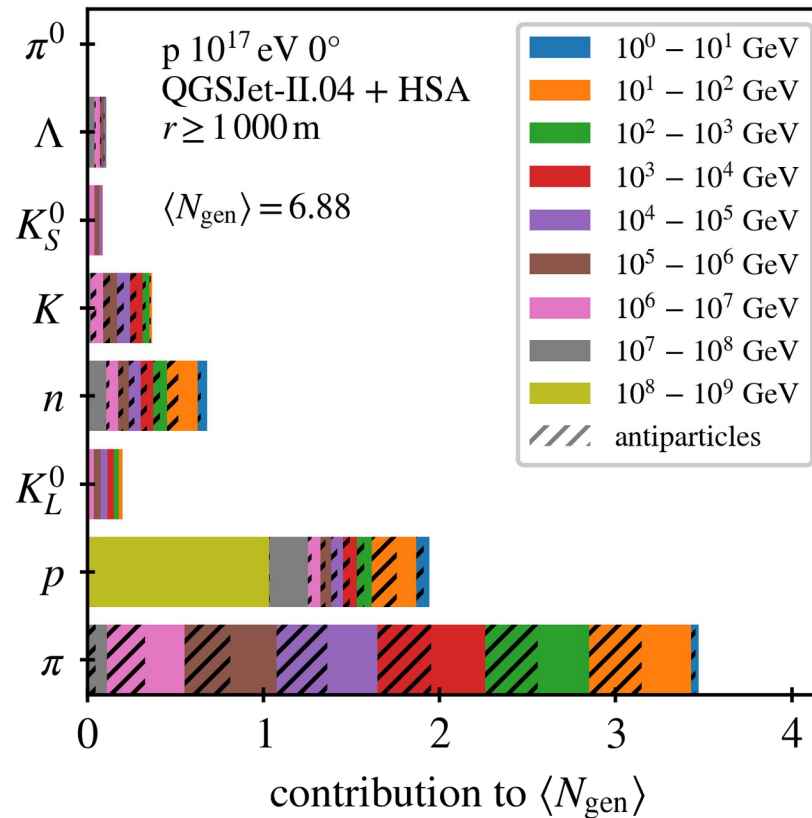 π⁰
Λ
K_S⁰
K
n
K_L⁰
p
π
p 10¹⁷ eV 0°
QGSJet-II.04 + HSA
r ≥ 1 000 m
⟨N_gen⟩ = 6.88
10⁰ − 10¹ GeV
10¹ − 10² GeV
10² − 10³ GeV
10³ − 10⁴ GeV
10⁴ − 10⁵ GeV
10⁵ − 10⁶ GeV
10⁶ − 10⁷ GeV
10⁷ − 10⁸ GeV
10⁸ − 10⁹ GeV
antiparticles
0 1 2 3 4
contribution to ⟨N_gen⟩